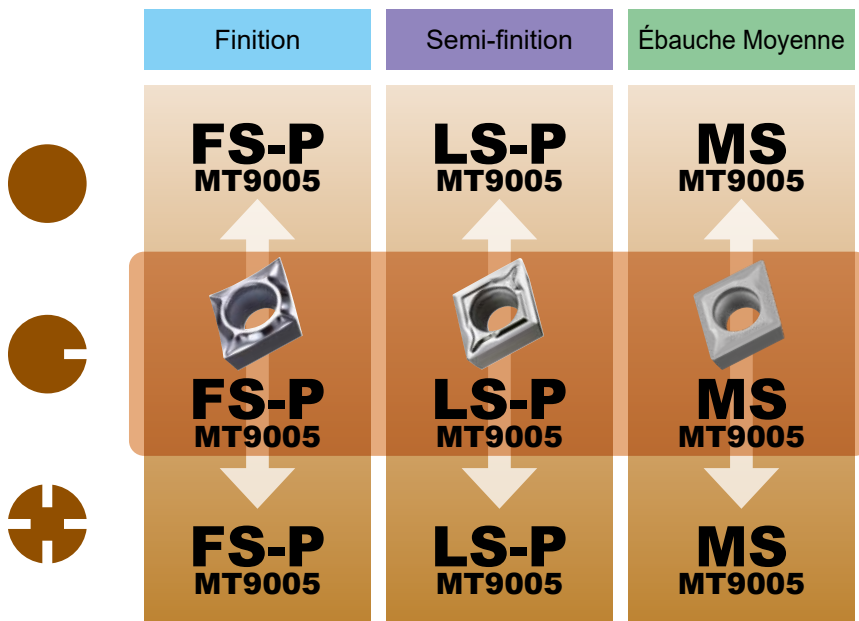 Finition
Semi-finition
Ébauche Moyenne
FS-P
MT9005
LS-P
MT9005
MS
MT9005
FS-P
MT9005
LS-P
MT9005
MS
MT9005
FS-P
MT9005
LS-P
MT9005
MS
MT9005